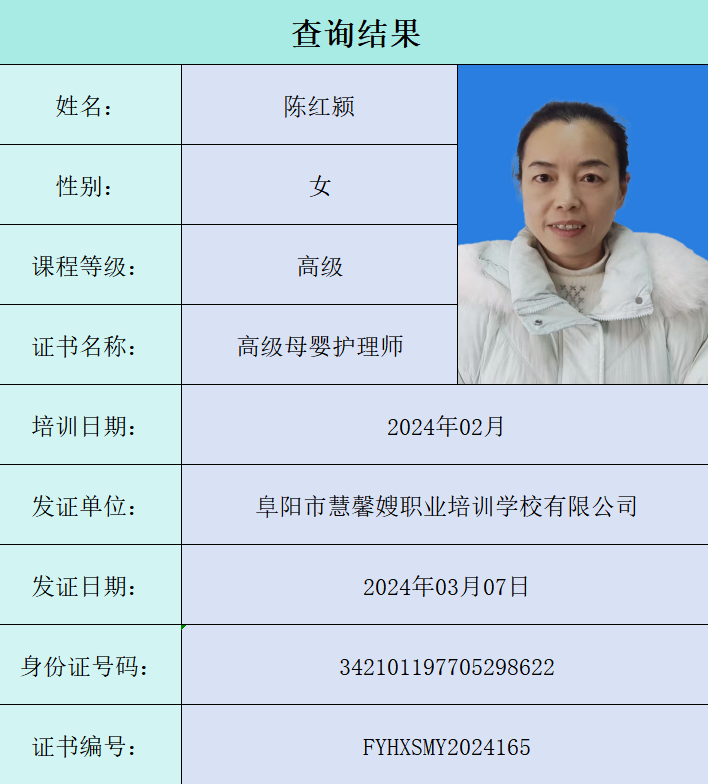 查询结果
姓名： 陈红颍
性别： 女
课程等级： 高级
证书名称： 高级母婴护理师
培训日期： 2024年02月
发证单位： 阜阳市慧馨嫂职业培训学校有限公司
发证日期： 2024年03月07日
身份证号码： 342101197705298622
证书编号： FYHXSMY2024165